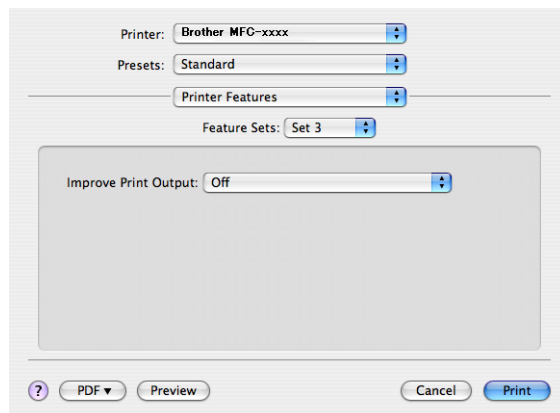 Printer: Brother MFC-xxxx
Presets: Standard
Printer Features
Feature Sets: Set 3
Improve Print Output: Off
? PDF ▼ Preview Cancel Print